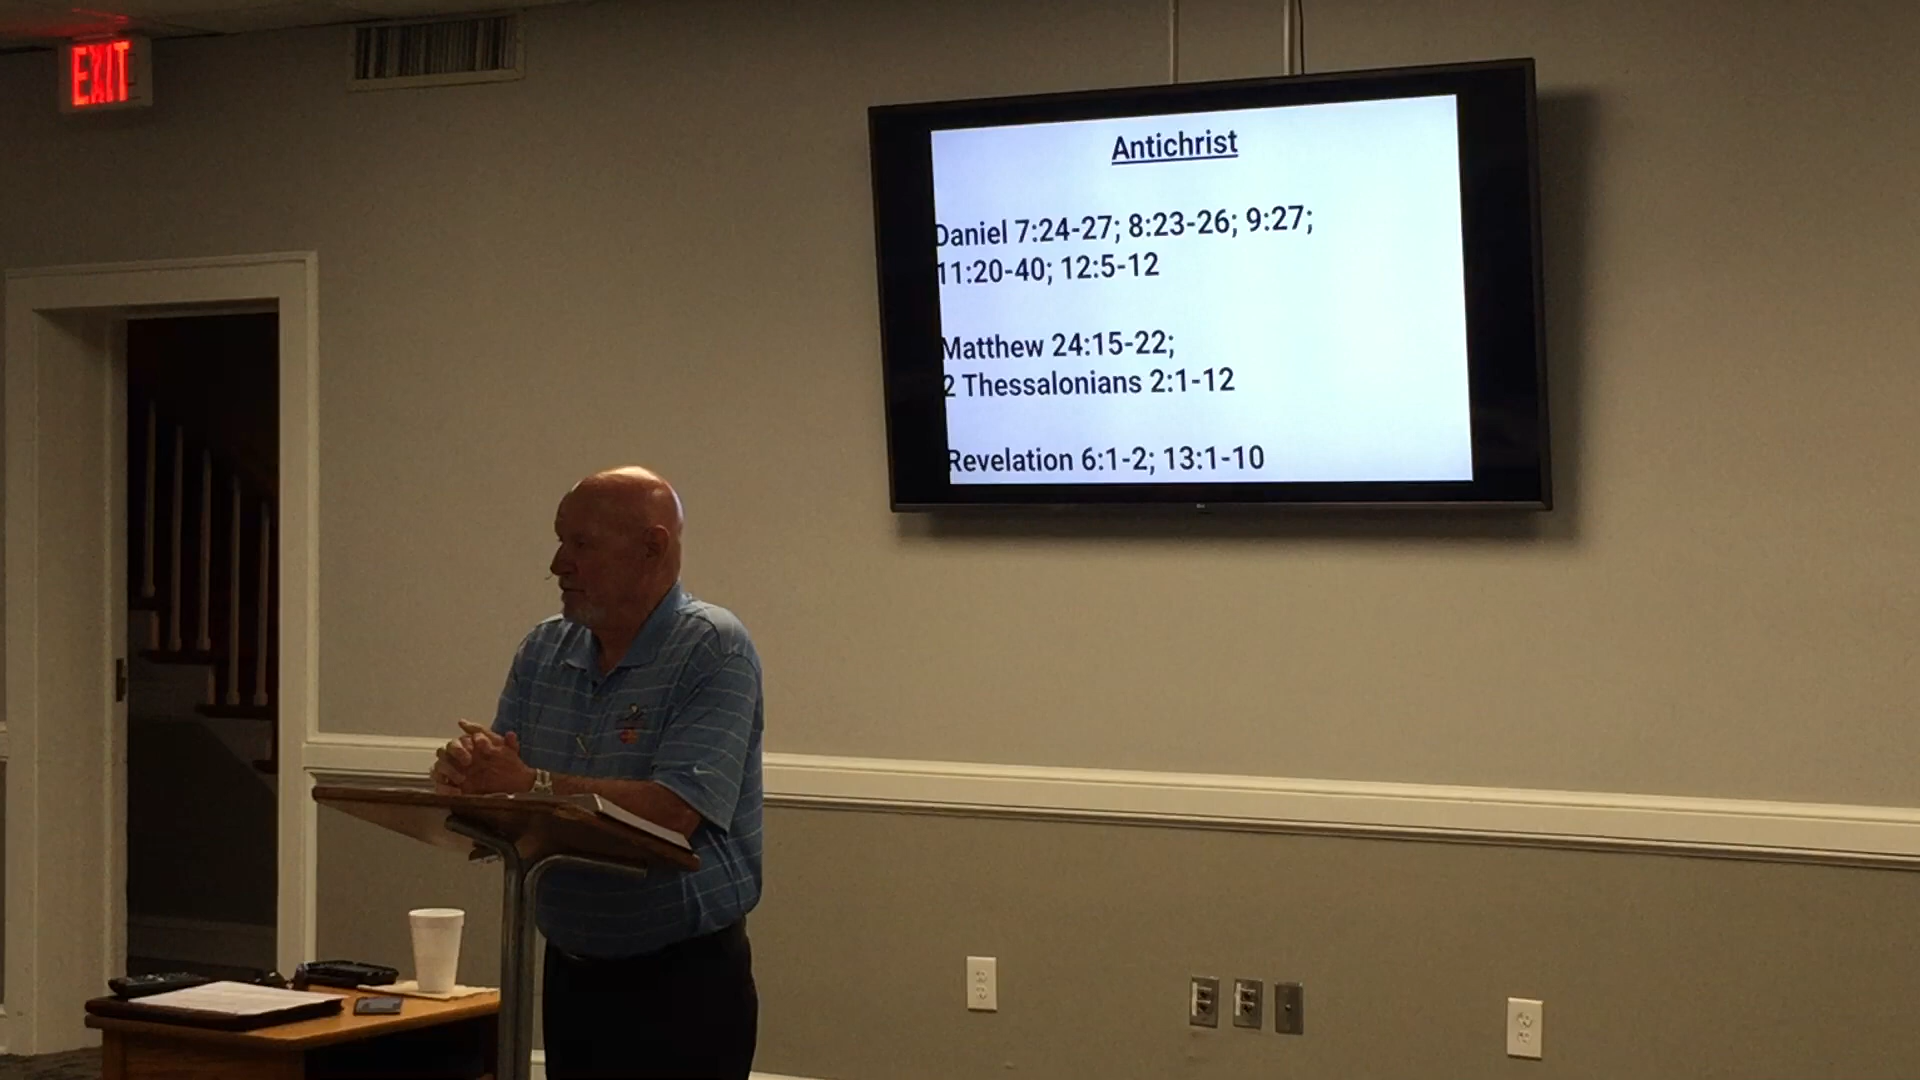 EXIT
Antichrist
Daniel 7:24-27; 8:23-26; 9:27;
11:20-40; 12:5-12
Matthew 24:15-22;
2 Thessalonians 2:1-12
Revelation 6:1-2; 13:1-10